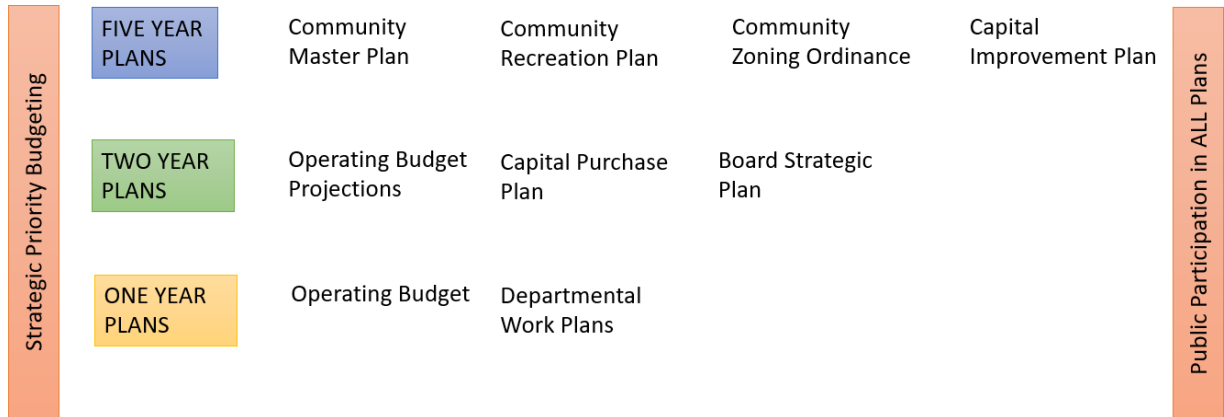 Strategic Priority Budgeting
FIVE YEAR
PLANS
Community
Master Plan
Community
Recreation Plan
Community
Zoning Ordinance
Capital
Improvement Plan
TWO YEAR
PLANS
Operating Budget
Projections
Capital Purchase
Plan
Board Strategic
Plan
ONE YEAR
PLANS
Operating Budget
Departmental
Work Plans
Public Participation in ALL Plans